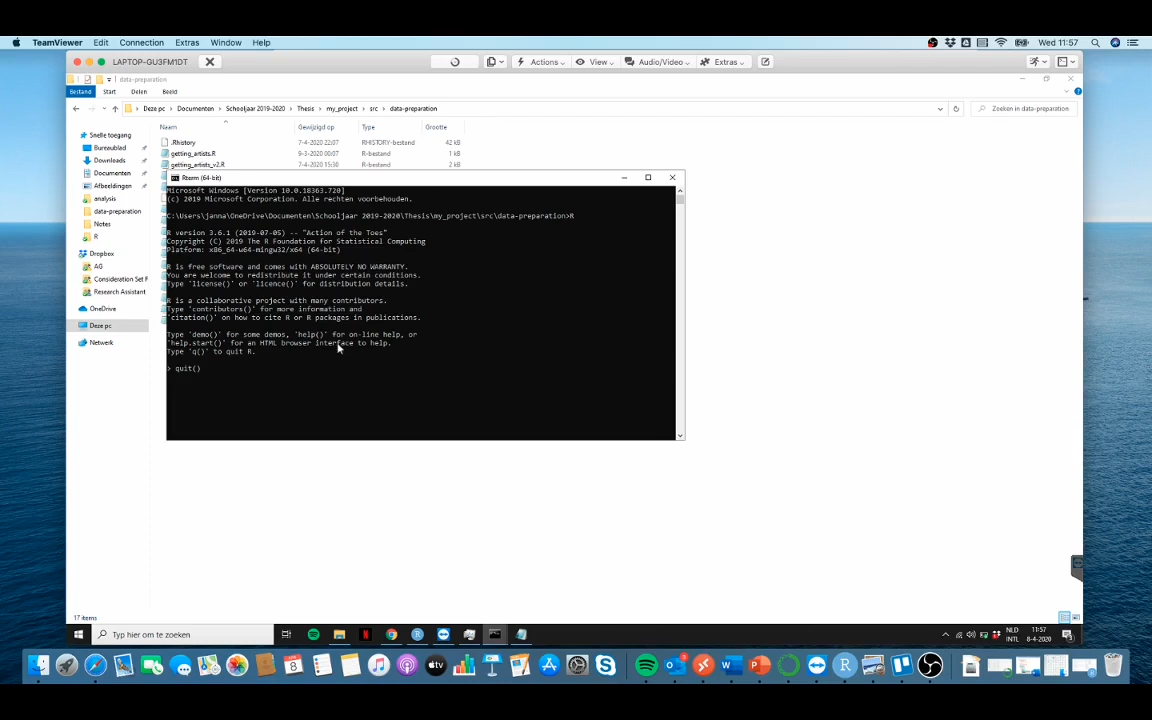 TeamViewer Edit Connection Extras Window Help
Wed 11:57
LAPTOP-GU3FM1DT
Actions View Audio/Video Extras
data-preparation
Bestand Start Delen Beeld
Deze pc Documenten Schooljaar 2019-2020 Thesis my_project src data-preparation
Zoeken in data-preparation
Naam Gewijzigd op Type Grootte
Snelle toegang
Bureaublad
Downloads
Documenten
Afbeeldingen
analysis
data-preparation
Notes
R
Dropbox
AG
Consideration Set F
Research Assistant
OneDrive
Deze pc
Netwerk
.Rhistory 7-4-2020 22:07 RHISTORY-bestand 42 kB
getting_artists.R 9-3-2020 00:07 R-bestand 1 kB
getting_artists_v2.R 7-4-2020 15:30 R-bestand 2 kB
Rterm (64-bit)
Microsoft Windows [Version 10.0.18363.720]
(c) 2019 Microsoft Corporation. Alle rechten voorbehouden.
C:\Users\janna\OneDrive\Documenten\Schooljaar 2019-2020\Thesis\my_project\src\data-preparation>R
R version 3.6.1 (2019-07-05) -- "Action of the Toes"
Copyright (C) 2019 The R Foundation for Statistical Computing
Platform: x86_64-w64-mingw32/x64 (64-bit)
R is free software and comes with ABSOLUTELY NO WARRANTY.
You are welcome to redistribute it under certain conditions.
Type 'license()' or 'licence()' for distribution details.
R is a collaborative project with many contributors.
Type 'contributors()' for more information and
'citation()' on how to cite R or R packages in publications.
Type 'demo()' for some demos, 'help()' for on-line help, or
'help.start()' for an HTML browser interface to help.
Type 'q()' to quit R.
> quit()
17 items
Typ hier om te zoeken
NLD
INTL
11:57
8-4-2020